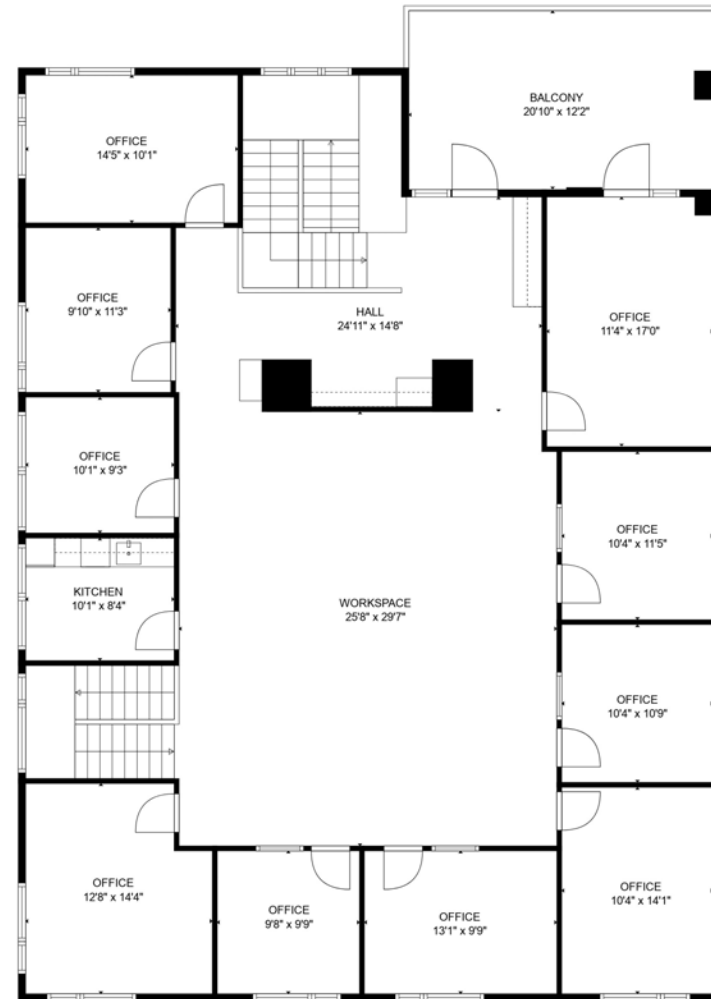 BALCONY
20'10" x 12'2"
OFFICE
14'5" x 10'1"
OFFICE
9'10" x 11'3"
HALL
24'11" x 14'8"
OFFICE
11'4" x 17'0"
OFFICE
10'1" x 9'3"
OFFICE
10'4" x 11'5"
KITCHEN
10'1" x 8'4"
WORKSPACE
25'8" x 29'7"
OFFICE
10'4" x 10'9"
OFFICE
12'8" x 14'4"
OFFICE
9'8" x 9'9"
OFFICE
13'1" x 9'9"
OFFICE
10'4" x 14'1"